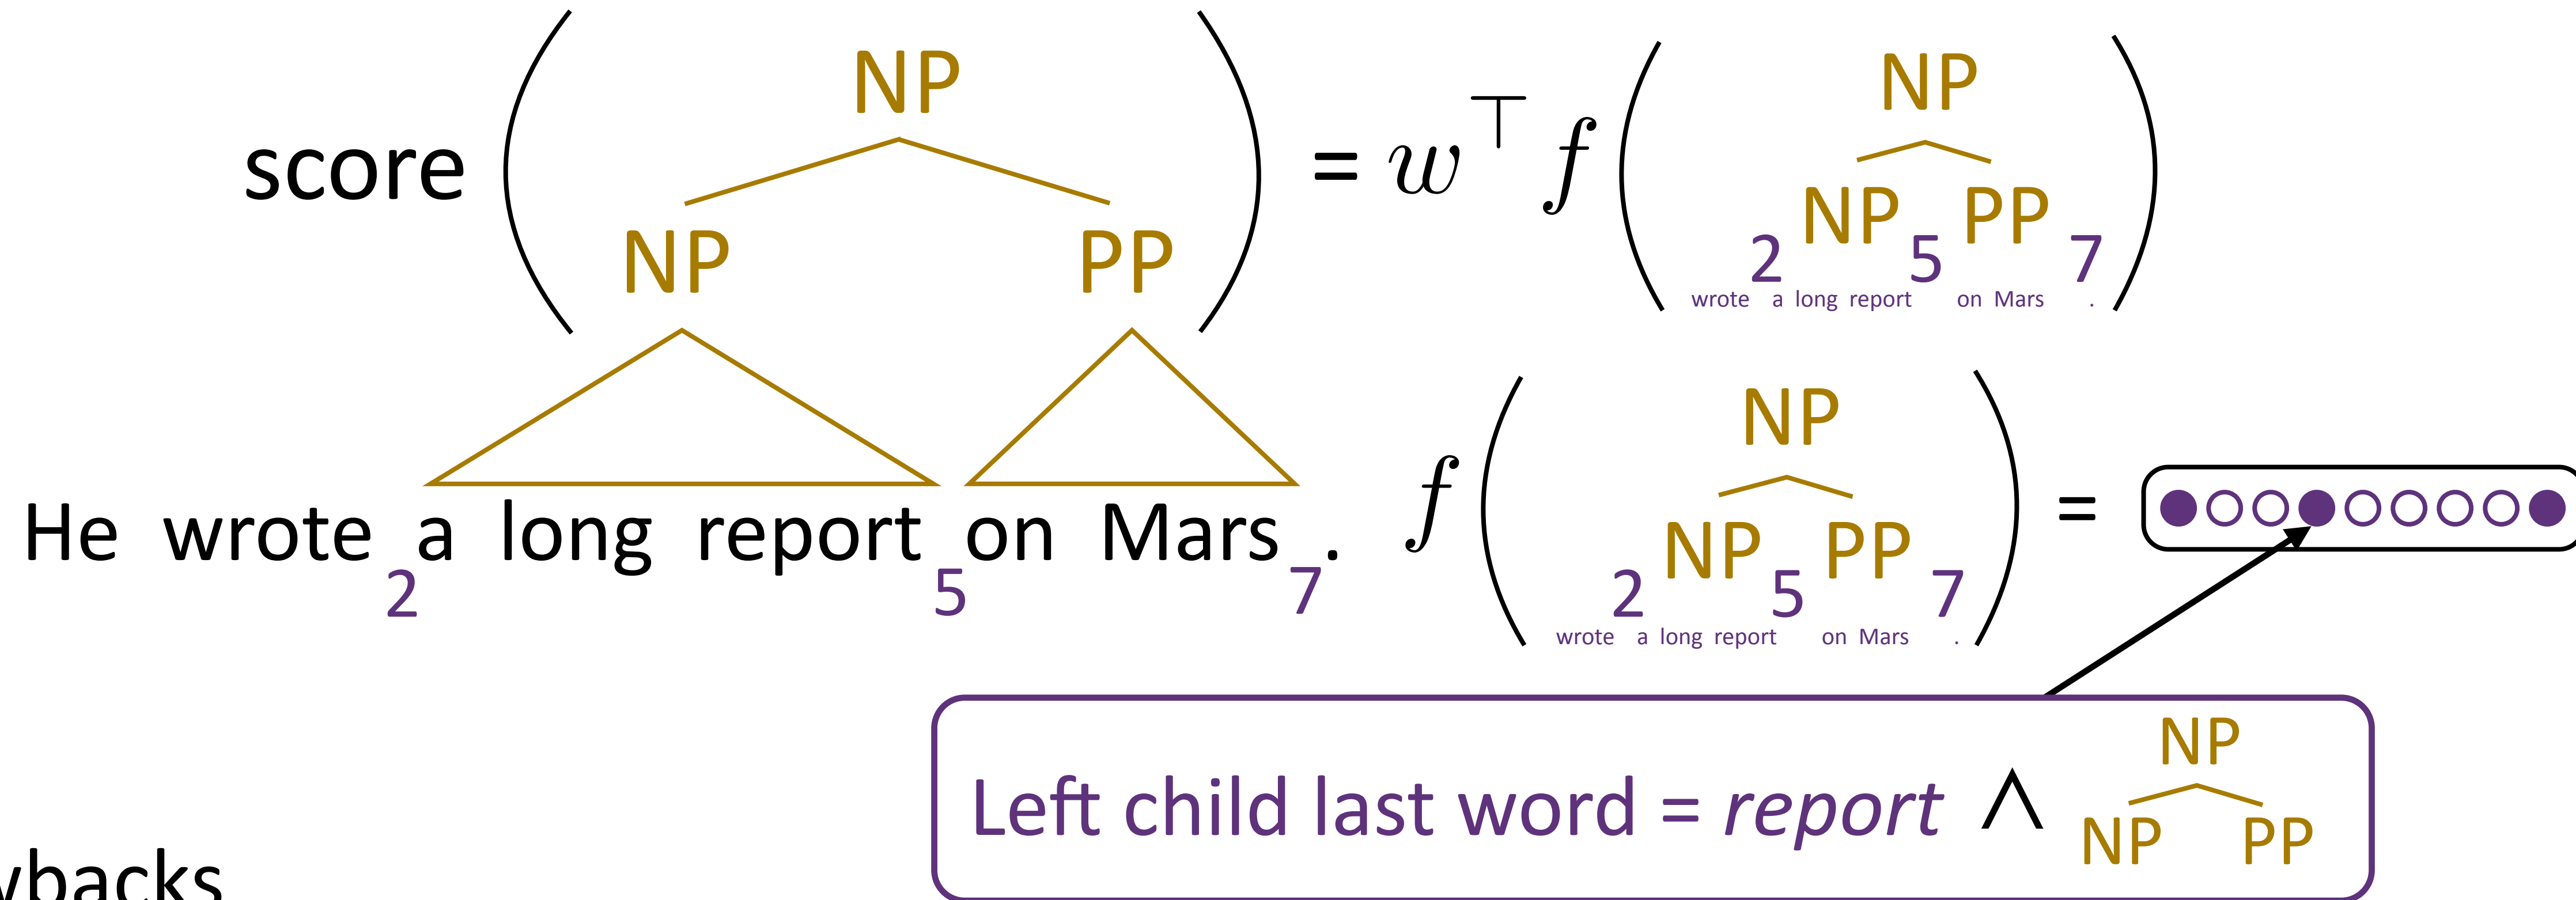 NP
score ( NP PP ) = w⊤ f ( NP
2 NP 5 PP 7
wrote a long report on Mars . )
He wrote a long report on Mars .
2 5 7
f ( NP
2 NP 5 PP 7
wrote a long report on Mars . ) =
Left child last word = report ∧ NP
NP PP